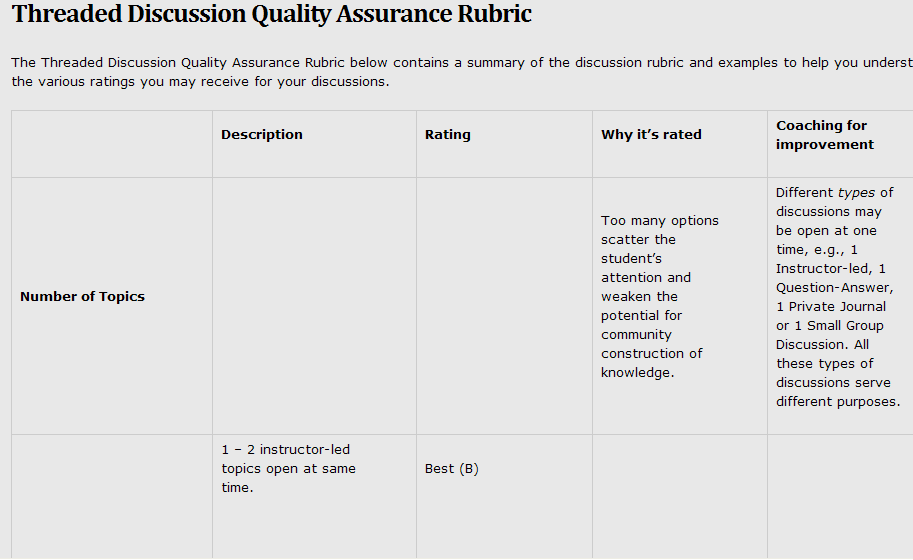 Threaded Discussion Quality Assurance Rubric
The Threaded Discussion Quality Assurance Rubric below contains a summary of the discussion rubric and examples to help you
the various ratings you may receive for your discussions.
Description
Rating
Why it’s rated
Coaching for
improvement
Number of Topics
Too many options
scatter the
student’s
attention and
weaken the
potential for
community
construction of
knowledge.
Different types of
discussions may
be open at one
time, e.g., 1
Instructor-led, 1
Question-Answer,
1 Private Journal
or 1 Small Group
Discussion. All
these types of
discussions serve
different purposes.
1 – 2 instructor-led
topics open at same
time.
Best (B)